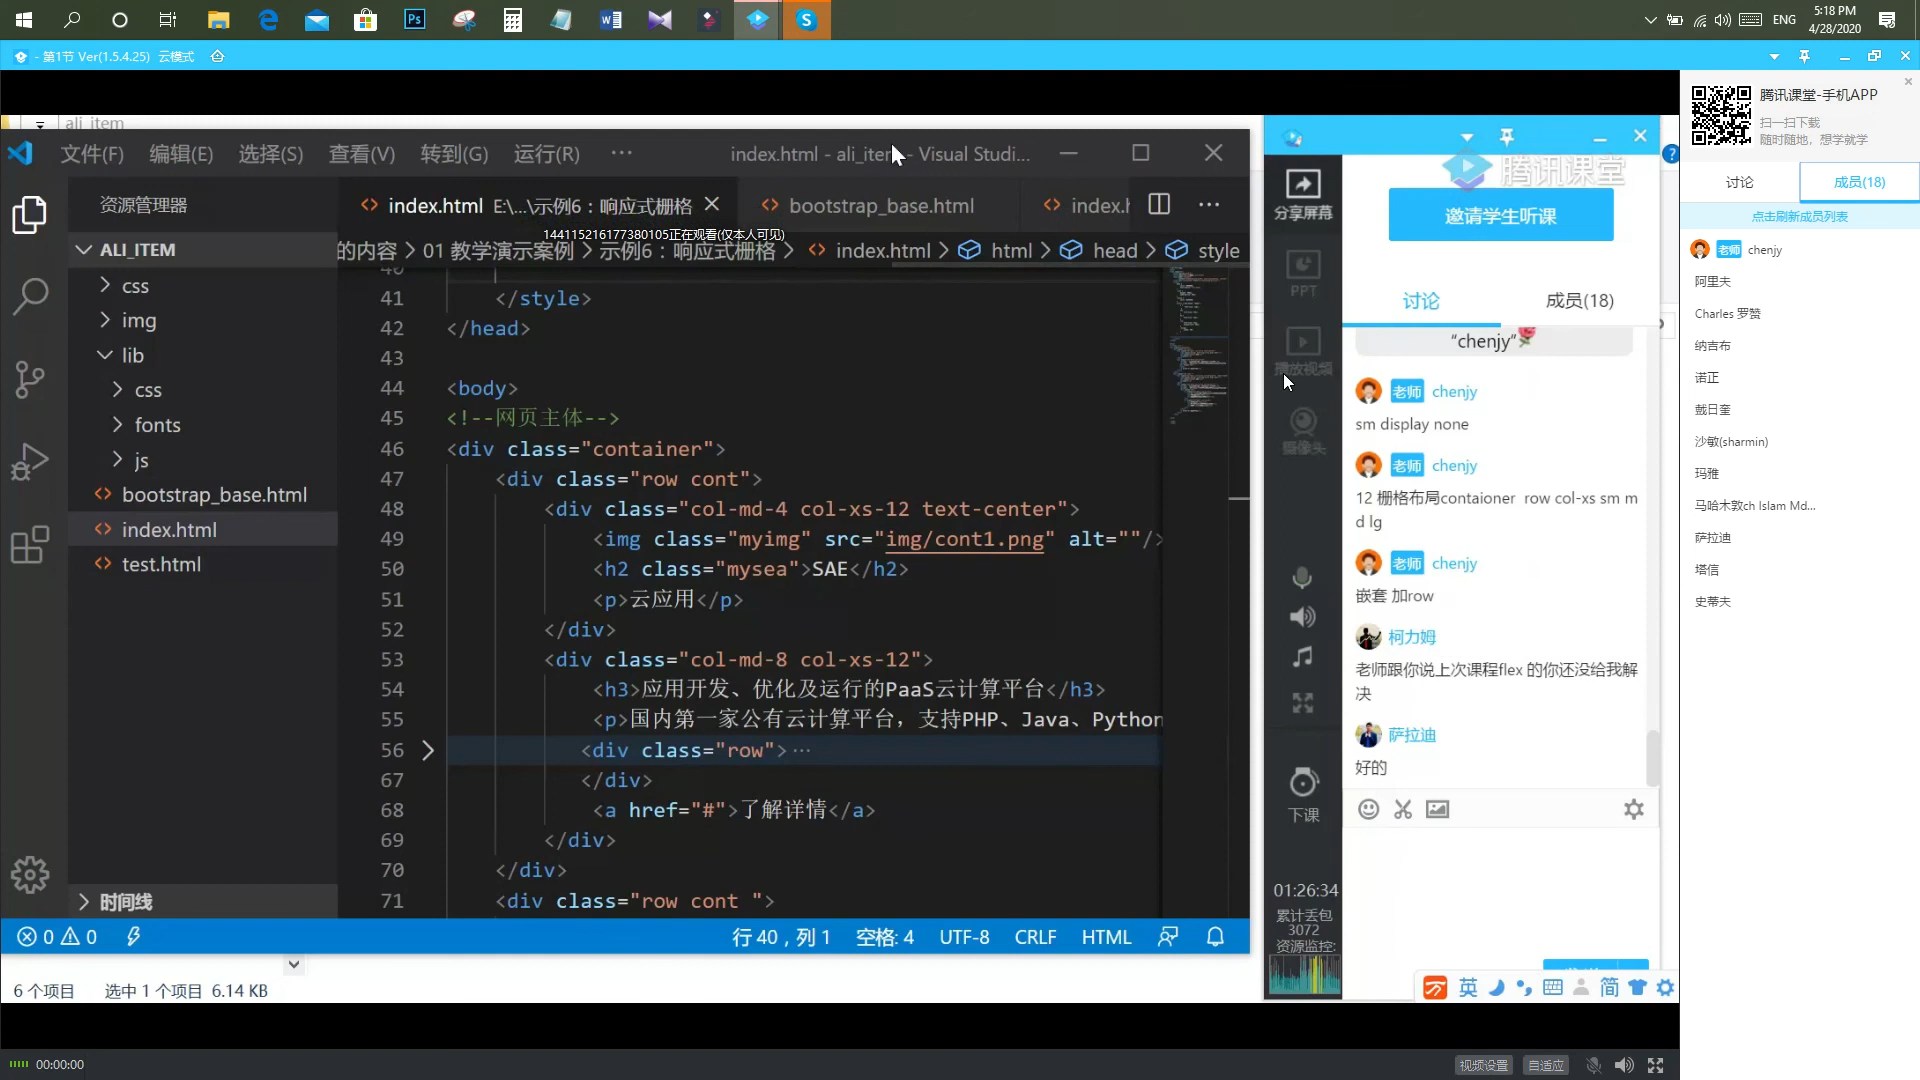 5:18 PM
ENG
4/28/2020
- 第1节 Ver(1.5.4.25) 云模式
ali_item
文件(F) 编辑(E) 选择(S) 查看(V) 转到(G) 运行(R) ···
index.html - ali_item - Visual Studi...
资源管理器
index.html E:\...\示例6：响应式栅格
bootstrap_base.html
144115216177380105正在观看(仅本人可见)
的内容 > 01 教学演示案例 > 示例6：响应式栅格 > index.html > html > head > style
ALI_ITEM
css
img
lib
css
fonts
js
bootstrap_base.html
index.html
test.html
时间线
40
41 </style>
42 </head>
43
44 <body>
45 <!--网页主体-->
46 <div class="container">
47 <div class="row cont">
48 <div class="col-md-4 col-xs-12 text-center">
49 <img class="myimg" src="img/cont1.png" alt=""/>
50 <h2 class="mysea">SAE</h2>
51 <p>云应用</p>
52 </div>
53 <div class="col-md-8 col-xs-12">
54 <h3>应用开发、优化及运行的PaaS云计算平台</h3>
55 <p>国内第一家公有云计算平台，支持PHP、Java、Python
56 <div class="row">···
67 </div>
68 <a href="#">了解详情</a>
69 </div>
70 </div>
71 <div class="row cont ">
0 0
行 40，列 1 空格: 4 UTF-8 CRLF HTML
6 个项目 选中 1 个项目 6.14 KB
00:00:00
腾讯课堂
分享屏幕
PPT
播放视频
摄像头
下课
01:26:34
累计丢包
3072
资源监控:
邀请学生听课
讨论 成员(18)
"chenjy"
老师 chenjy
sm display none
老师 chenjy
12 栅格布局contaioner row col-xs sm m
d lg
老师 chenjy
嵌套 加row
柯力姆
老师跟你说上次课程flex 的你还没给我解
决
萨拉迪
好的
英 简
腾讯课堂-手机APP
扫一扫下载
随时随地，想学就学
讨论 成员(18)
点击刷新成员列表
老师 chenjy
阿里夫
Charles 罗赞
纳吉布
诺正
戴日奎
沙敏(sharmin)
玛雅
马哈木敦ch Islam Md...
萨拉迪
塔信
史蒂夫
视频设置 自适应